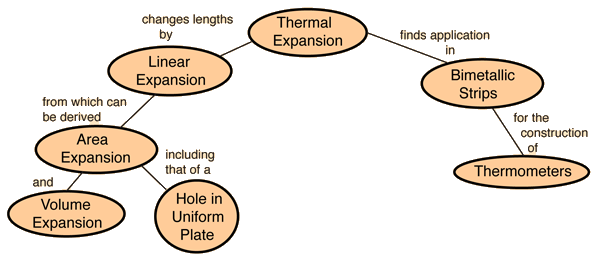 changes lengths
by
Thermal
Expansion
finds application
in
Linear
Expansion
Bimetallic
Strips
from which can
be derived
for the
construction
of
Area
Expansion
including
that of a
Thermometers
and
Volume
Expansion
Hole in
Uniform
Plate